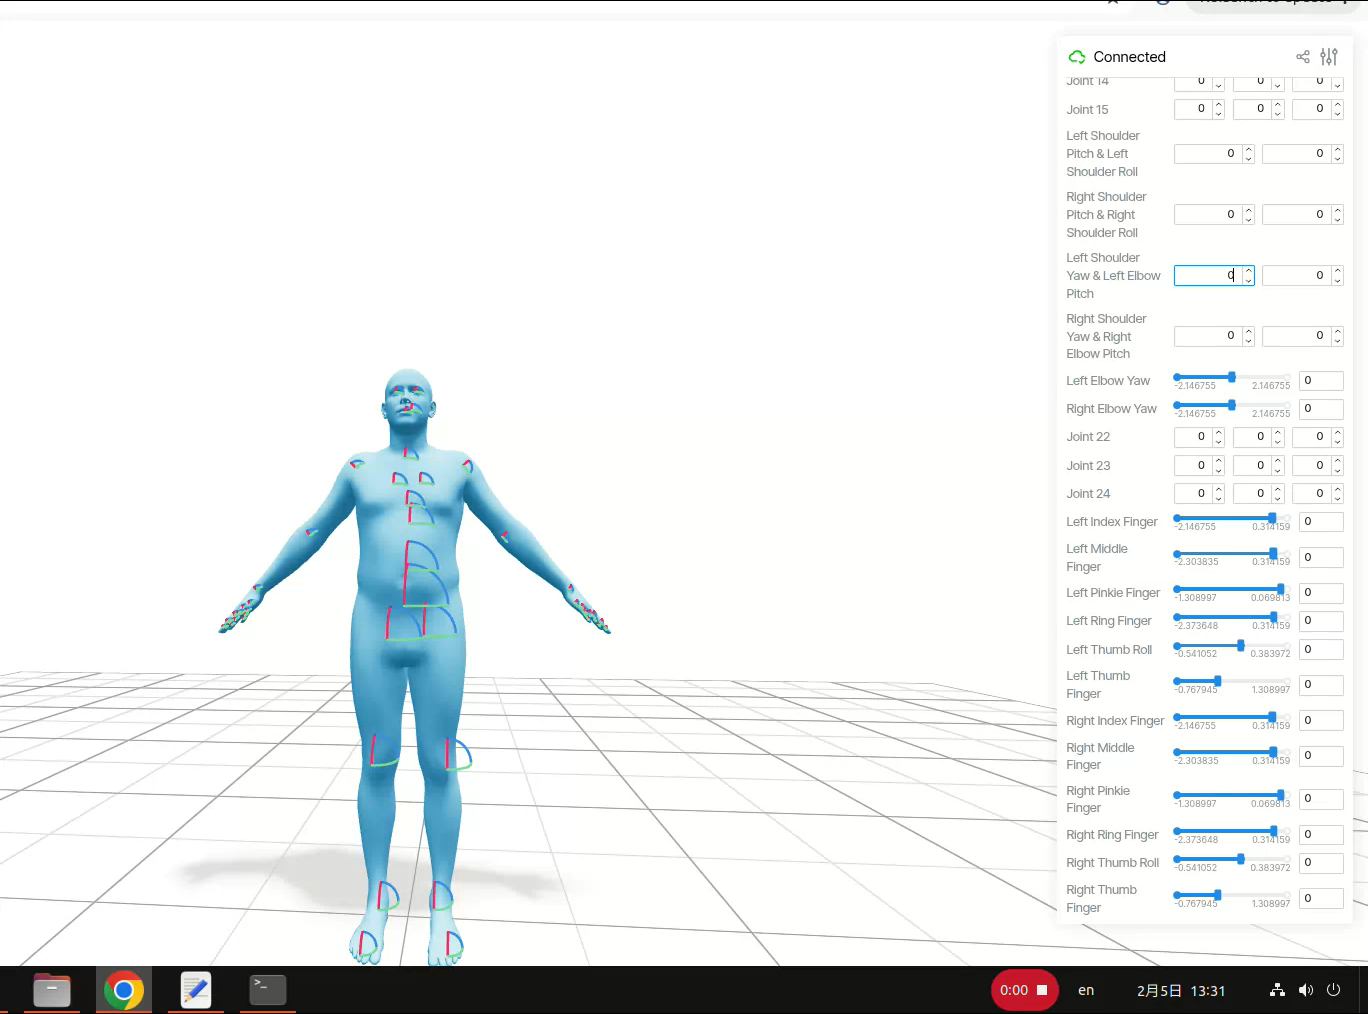 Connected
Joint 14 0 0 0
Joint 15 0 0 0
Left Shoulder
Pitch & Left 0 0
Shoulder Roll
Right Shoulder
Pitch & Right 0 0
Shoulder Roll
Left Shoulder
Yaw & Left Elbow 0 0
Pitch
Right Shoulder
Yaw & Right 0 0
Elbow Pitch
Left Elbow Yaw 0
-2.146755 2.146755
Right Elbow Yaw 0
-2.146755 2.146755
Joint 22 0 0 0
Joint 23 0 0 0
Joint 24 0 0 0
Left Index Finger 0
-2.146755 0.314159
Left Middle
Finger 0
-2.303835 0.314159
Left Pinkie Finger 0
-1.308997 0.069813
Left Ring Finger 0
-2.373648 0.314159
Left Thumb Roll 0
-0.541052 0.383972
Left Thumb
Finger 0
-0.767945 1.308997
Right Index Finger 0
-2.146755 0.314159
Right Middle
Finger 0
-2.303835 0.314159
Right Pinkie
Finger 0
-1.308997 0.069813
Right Ring Finger 0
-2.373648 0.314159
Right Thumb Roll 0
-0.541052 0.383972
Right Thumb
Finger 0
-0.767945 1.308997
0:00 en 2月5日 13:31